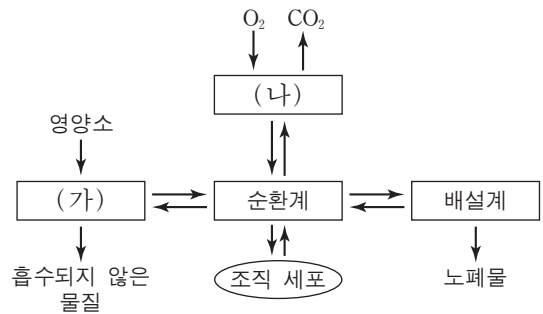 O₂ CO₂
(나)
영양소
(가) 순환계 배설계
흡수되지 않은
물질
조직 세포
노폐물